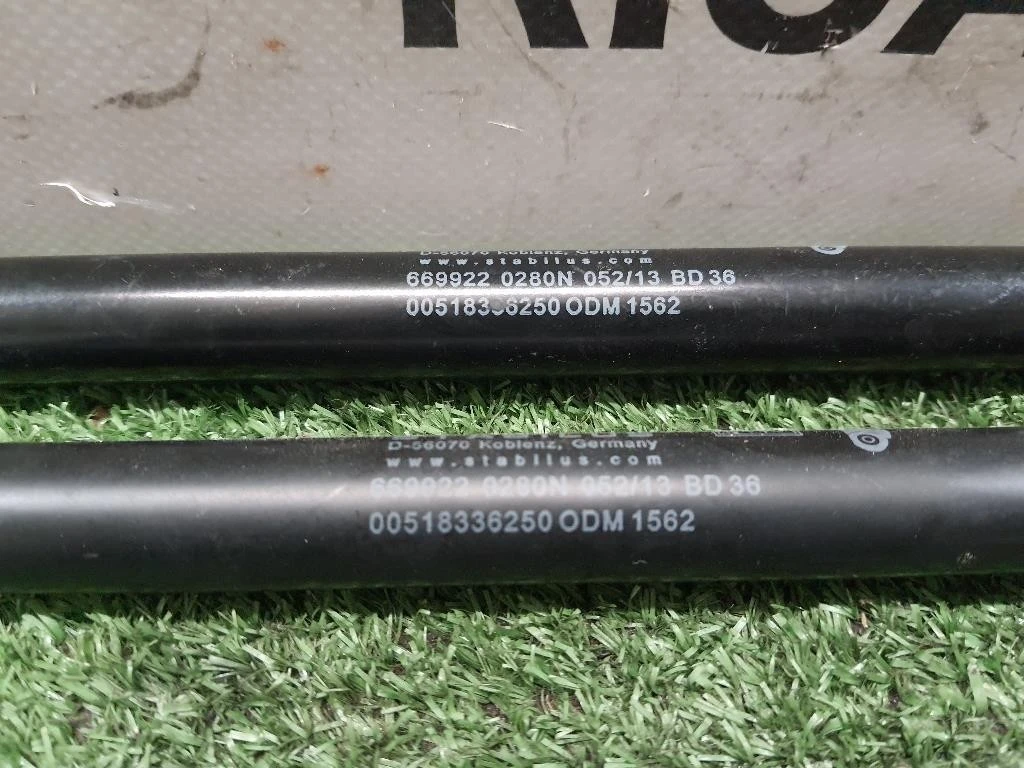 D-56070 Koblenz, Germany
www.stabilus.com
669922 0280N 052/13 BD 36
00518336250 ODM 1562
D-56070 Koblenz, Germany
www.stabilus.com
669922 0280N 052/13 BD 36
00518336250 ODM 1562